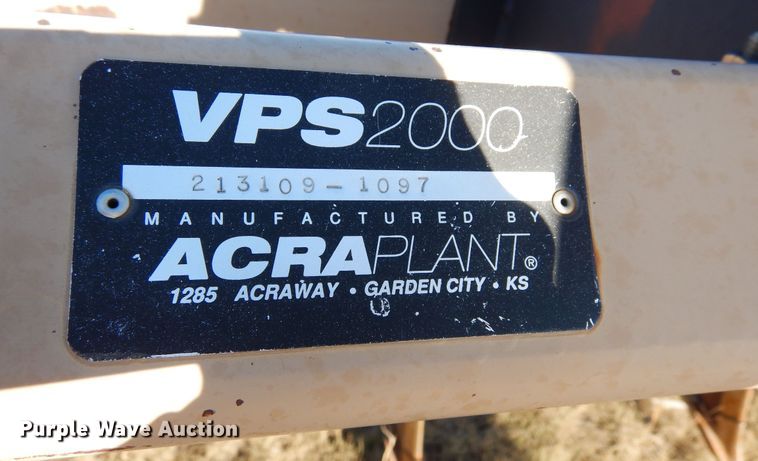 VPS2000
213109-1097
MANUFACTURED BY
ACRAPLANT®
1285 ACRAWAY • GARDEN CITY • KS
Purple Wave Auction